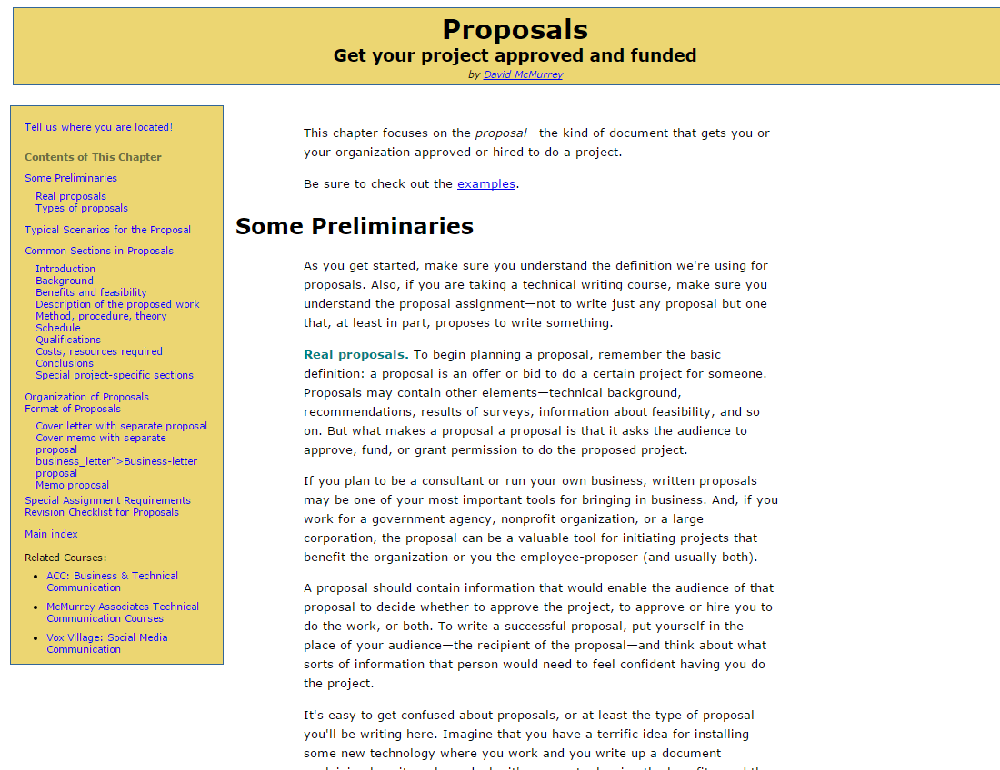 Proposals
Get your project approved and funded
by David McMurrey
Tell us where you are located!
Contents of This Chapter
Some Preliminaries
Real proposals
Types of proposals
Typical Scenarios for the Proposal
Common Sections in Proposals
Introduction
Background
Benefits and feasibility
Description of the proposed work
Method, procedure, theory
Schedule
Qualifications
Costs, resources required
Conclusions
Special project-specific sections
Organization of Proposals
Format of Proposals
Cover letter with separate proposal
Cover memo with separate
proposal
business_letter">Business-letter
proposal
Memo proposal
Special Assignment Requirements
Revision Checklist for Proposals
Main index
Related Courses:
• ACC: Business & Technical
Communication
• McMurrey Associates Technical
Communication Courses
• Vox Village: Social Media
Communication
This chapter focuses on the proposal—the kind of document that gets you or
your organization approved or hired to do a project.
Be sure to check out the examples.
Some Preliminaries
As you get started, make sure you understand the definition we're using for
proposals. Also, if you are taking a technical writing course, make sure you
understand the proposal assignment—not to write just any proposal but one
that, at least in part, proposes to write something.
Real proposals. To begin planning a proposal, remember the basic
definition: a proposal is an offer or bid to do a certain project for someone.
Proposals may contain other elements—technical background,
recommendations, results of surveys, information about feasibility, and so
on. But what makes a proposal a proposal is that it asks the audience to
approve, fund, or grant permission to do the proposed project.
If you plan to be a consultant or run your own business, written proposals
may be one of your most important tools for bringing in business. And, if you
work for a government agency, nonprofit organization, or a large
corporation, the proposal can be a valuable tool for initiating projects that
benefit the organization or you the employee-proposer (and usually both).
A proposal should contain information that would enable the audience of that
proposal to decide whether to approve the project, to approve or hire you to
do the work, or both. To write a successful proposal, put yourself in the
place of your audience—the recipient of the proposal—and think about what
sorts of information that person would need to feel confident having you do
the project.
It's easy to get confused about proposals, or at least the type of proposal
you'll be writing here. Imagine that you have a terrific idea for installing
some new technology where you work and you write up a document